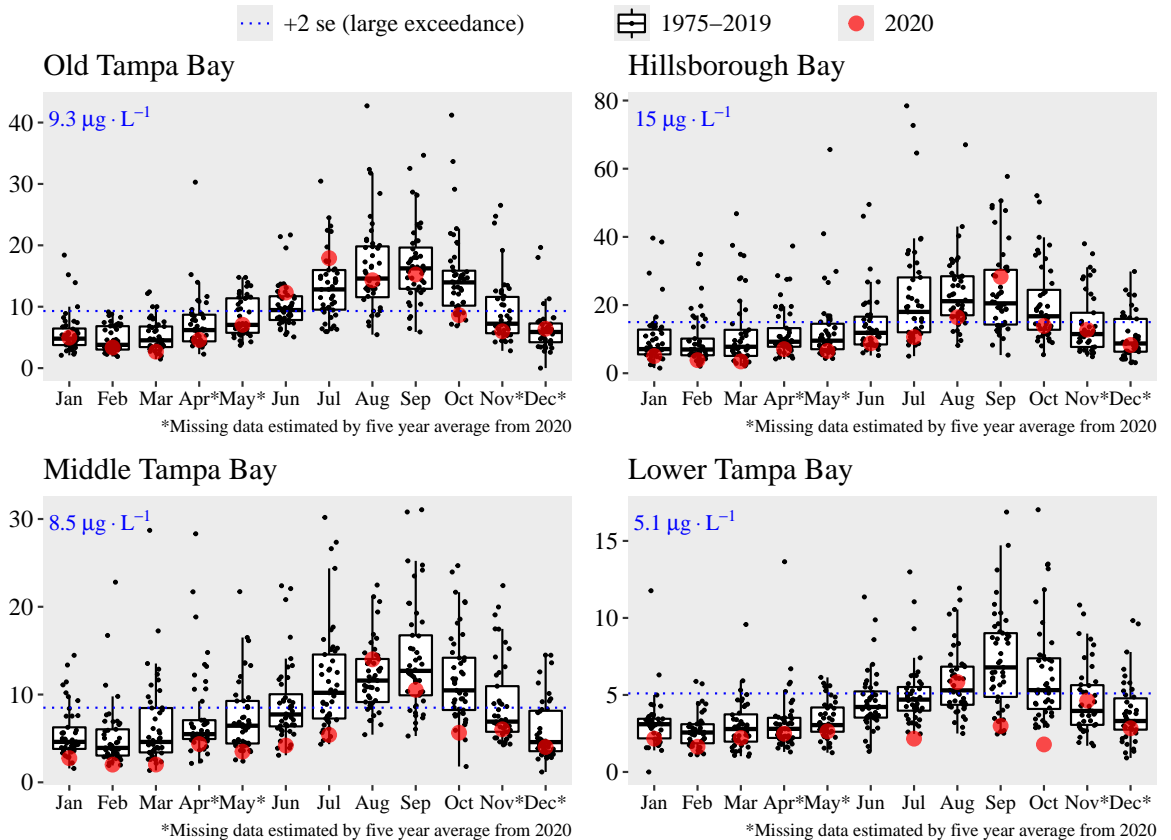 +2 se (large exceedance) 1975−2019 2020
Old Tampa Bay
9.3 μg ⋅ L−1
40
30
20
10
0
Jan Feb Mar Apr* May* Jun Jul Aug Sep Oct Nov* Dec*
*Missing data estimated by five year average from 2020
Hillsborough Bay
15 μg ⋅ L−1
80
60
40
20
0
Jan Feb Mar Apr* May* Jun Jul Aug Sep Oct Nov* Dec*
*Missing data estimated by five year average from 2020
Middle Tampa Bay
8.5 μg ⋅ L−1
30
20
10
0
Jan Feb Mar Apr* May* Jun Jul Aug Sep Oct Nov* Dec*
*Missing data estimated by five year average from 2020
Lower Tampa Bay
5.1 μg ⋅ L−1
15
10
5
0
Jan Feb Mar Apr* May* Jun Jul Aug Sep Oct Nov* Dec*
*Missing data estimated by five year average from 2020